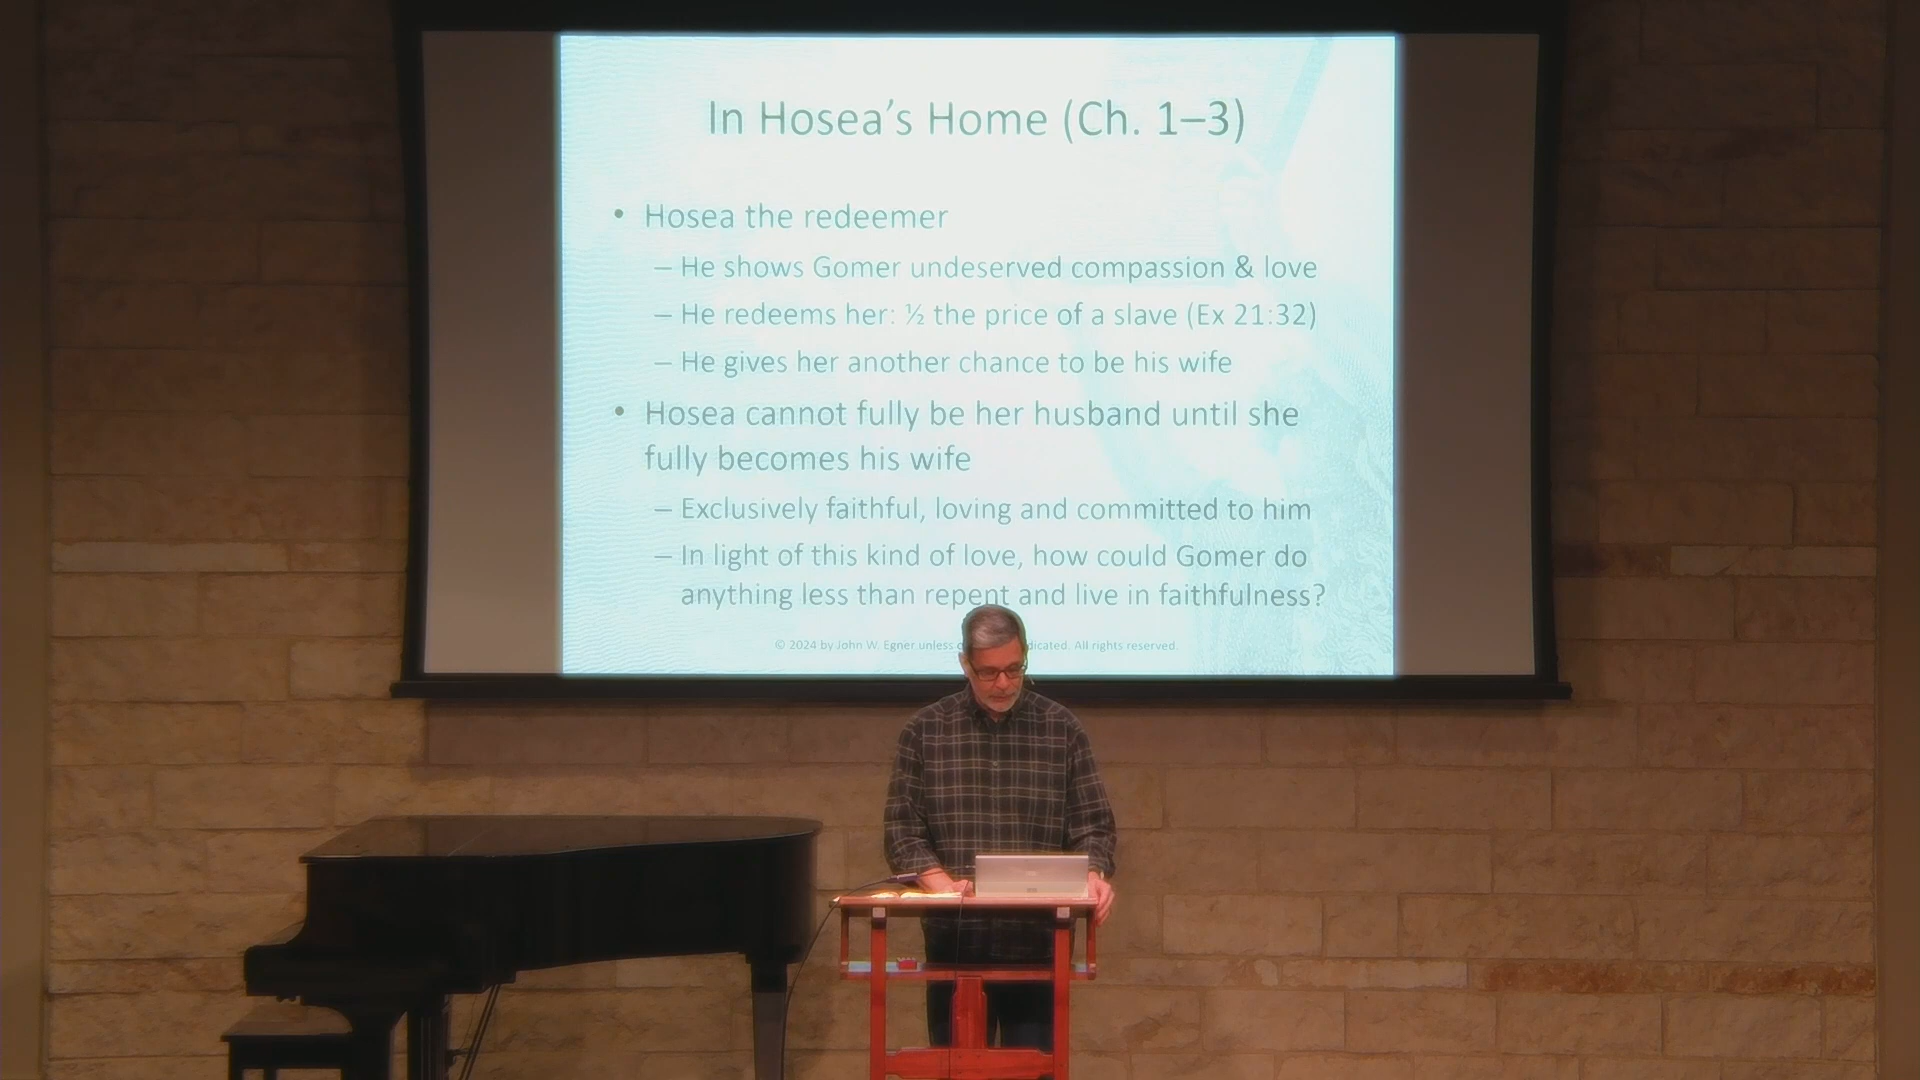 In Hosea’s Home (Ch. 1–3)
• Hosea the redeemer
– He shows Gomer undeserved compassion & love
– He redeems her: ½ the price of a slave (Ex 21:32)
– He gives her another chance to be his wife
• Hosea cannot fully be her husband until she
fully becomes his wife
– Exclusively faithful, loving and committed to him
– In light of this kind of love, how could Gomer do
anything less than repent and live in faithfulness?
© 2024 by John W. Egner unless All rights reserved.